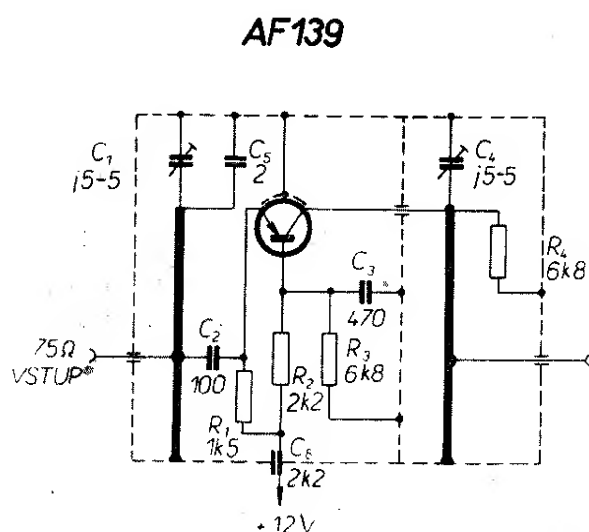 AF139
C1
j5-5
C5
2
C4
j5-5
R4
6k8
C3
470
C2
100
75Ω
VSTUP
R1
1k5
R2
2k2
R3
6k8
C6
2k2
+12V